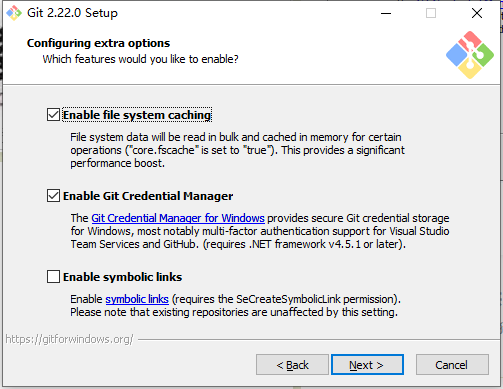 Git 2.22.0 Setup
Configuring extra options
Which features would you like to enable?
Enable file system caching
File system data will be read in bulk and cached in memory for certain
operations ("core.fscache" is set to "true"). This provides a significant
performance boost.
Enable Git Credential Manager
The Git Credential Manager for Windows provides secure Git credential storage
for Windows, most notably multi-factor authentication support for Visual Studio
Team Services and GitHub. (requires .NET framework v4.5.1 or later).
Enable symbolic links
Enable symbolic links (requires the SeCreateSymbolicLink permission).
Please note that existing repositories are unaffected by this setting.
https://gitforwindows.org/
< Back
Next >
Cancel